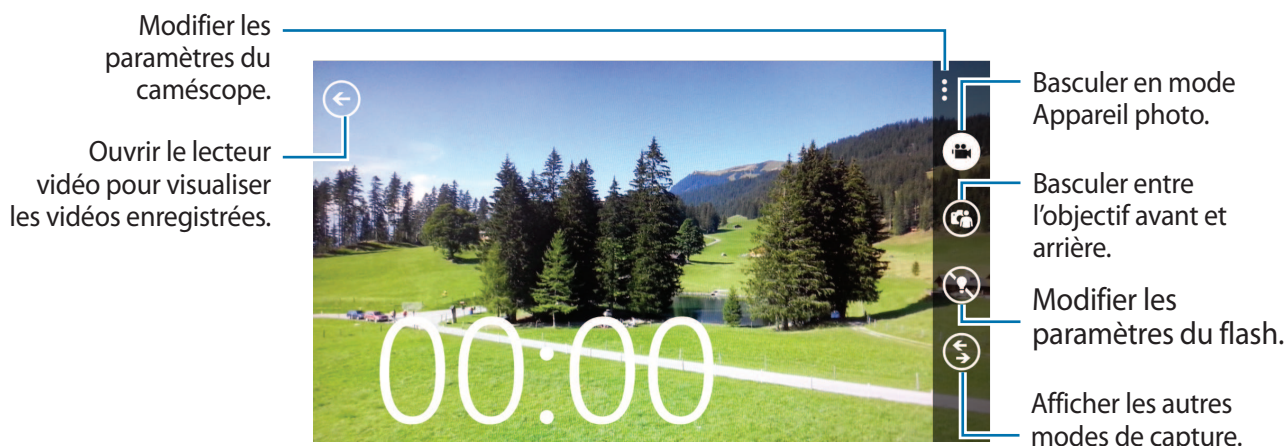 Modifier les
paramètres du
caméscope.
Ouvrir le lecteur
vidéo pour visualiser
les vidéos enregistrées.
Basculer en mode
Appareil photo.
Basculer entre
l'objectif avant et
arrière.
Modifier les
paramètres du flash.
Afficher les autres
modes de capture.
00:00